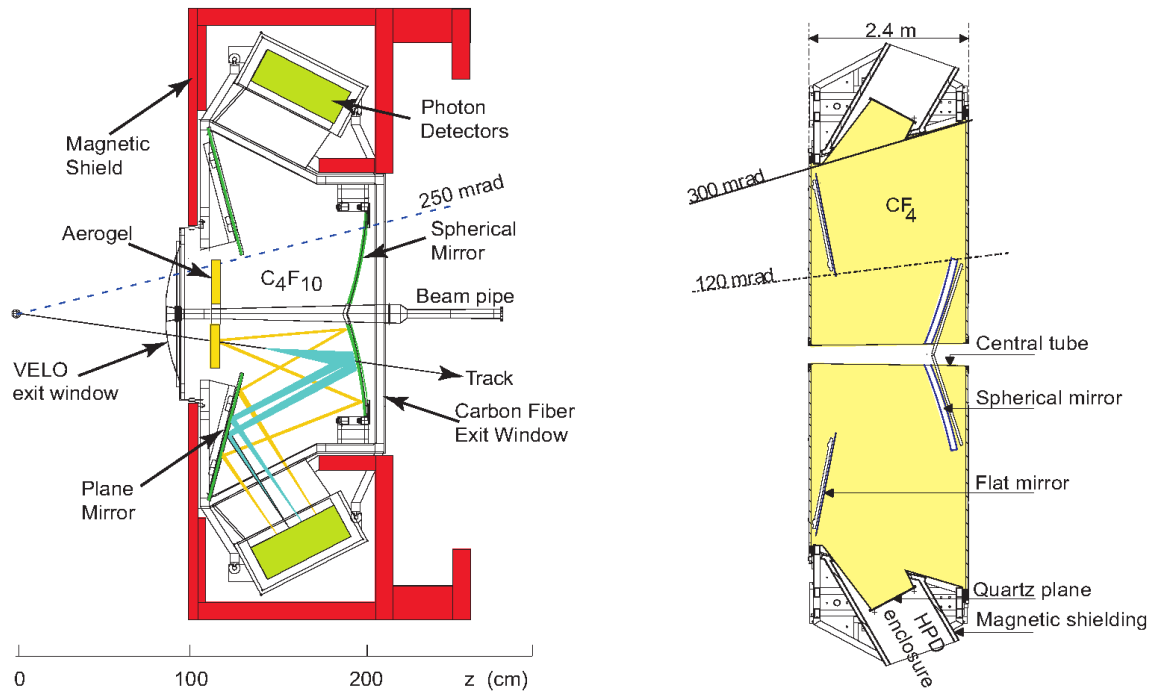 Magnetic
Shield
Aerogel
VELO
exit window
Plane
Mirror
Photon
Detectors
250 mrad
Spherical
Mirror
C4F10
Beam pipe
Track
Carbon Fiber
Exit Window
0
100
200
z (cm)
2.4 m
300 mrad
CF4
120 mrad
Central tube
Spherical mirror
Flat mirror
Quartz plane
Magnetic shielding
HPD
enclosure